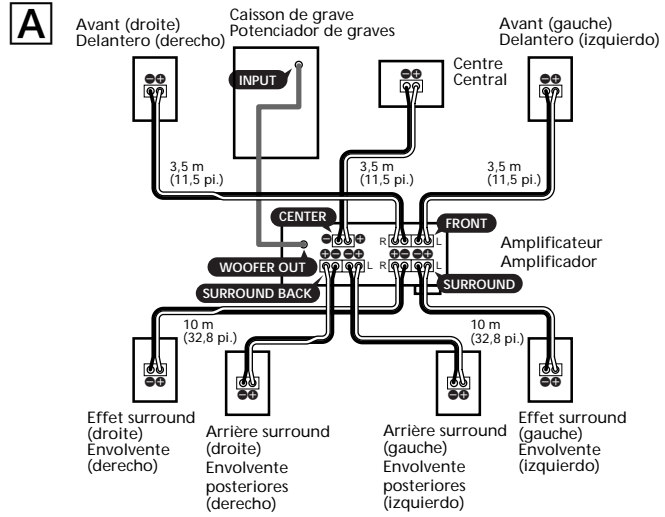 A
Avant (droite)
Delantero (derecho)
Caisson de grave
Potenciador de graves
Avant (gauche)
Delantero (izquierdo)
Centre
Central
INPUT
3,5 m
(11,5 pi.)
3,5 m
(11,5 pi.)
3,5 m
(11,5 pi.)
CENTER
FRONT
R
L
Amplificateur
Amplificador
WOOFER OUT
L
R
L
SURROUND BACK
SURROUND
10 m
(32,8 pi.)
10 m
(32,8 pi.)
Effet surround
(droite)
Envolvente
(derecho)
Arrière surround
(droite)
Envolvente
posteriores
(derecho)
Arrière surround
(gauche)
Envolvente
posteriores
(izquierdo)
Effet surround
(gauche)
Envolvente
(izquierdo)